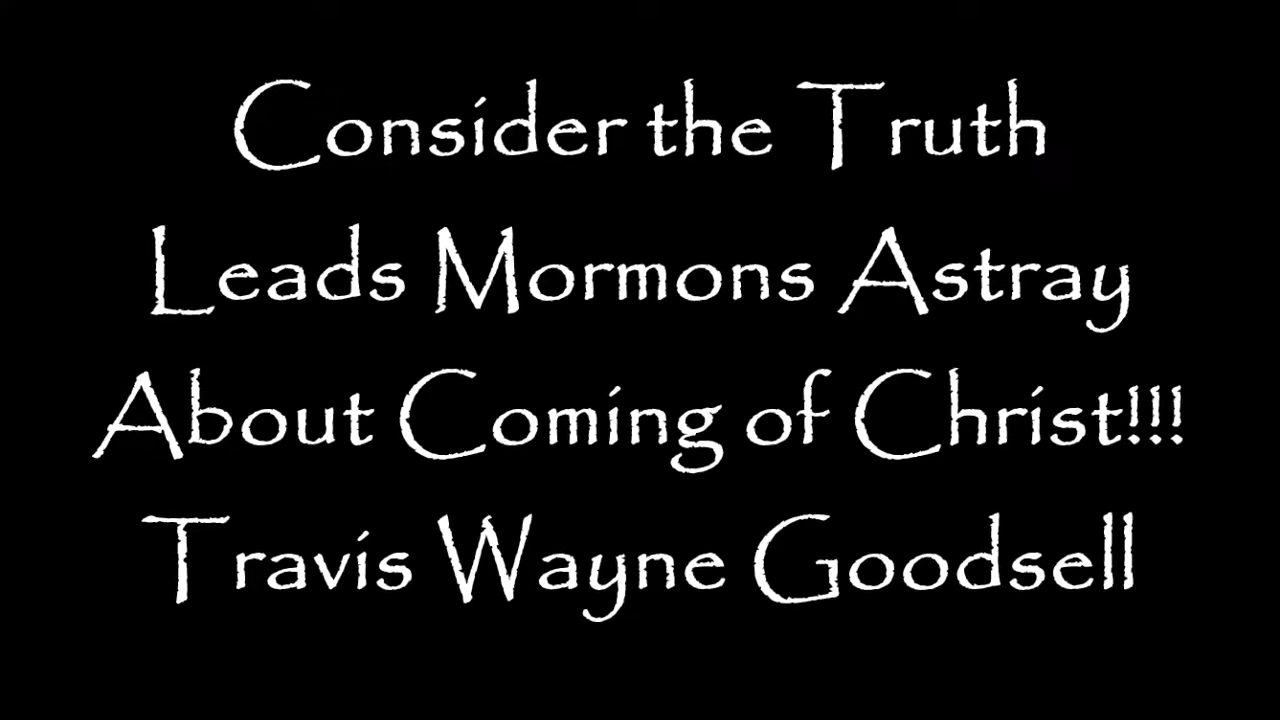 Consider the Truth
Leads Mormons Astray
About Coming of Christ!!!
Travis Wayne Goodsell